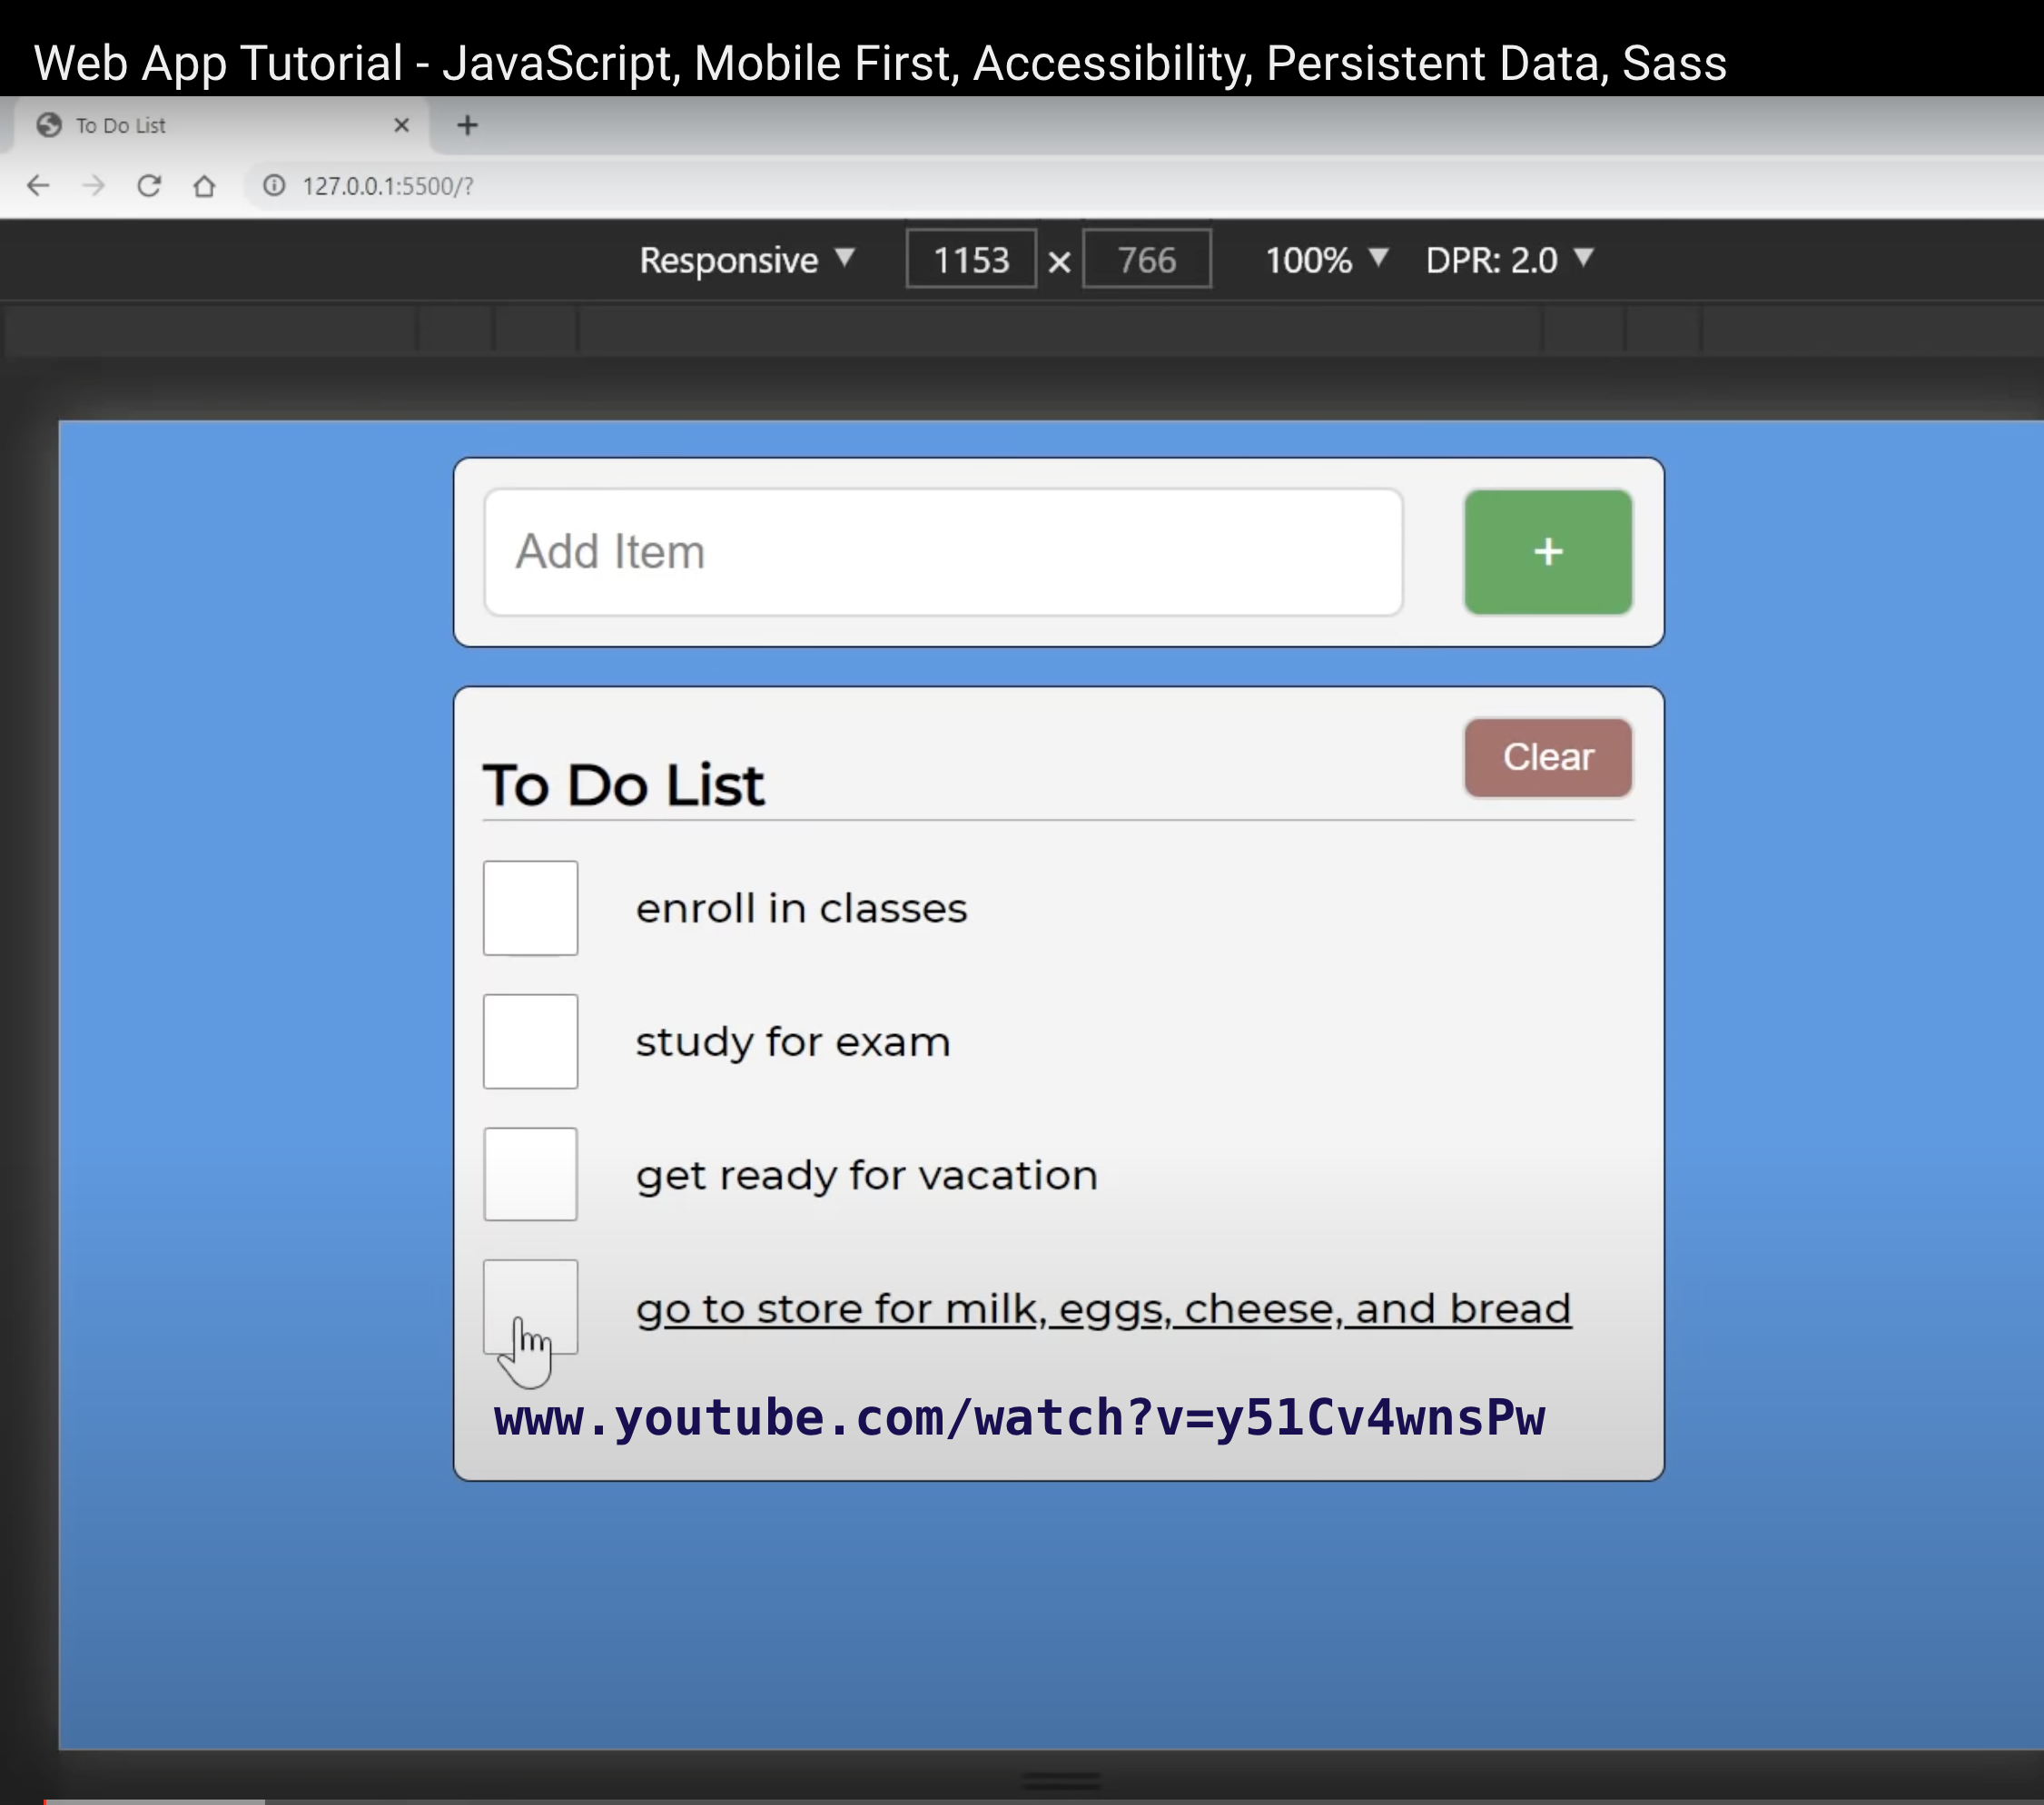 Web App Tutorial - JavaScript, Mobile First, Accessibility, Persistent Data, Sass
To Do List
127.0.0.1:5500/?
Responsive 1153 × 766 100% DPR: 2.0
Add Item +
To Do List Clear
enroll in classes
study for exam
get ready for vacation
go to store for milk, eggs, cheese, and bread
www.youtube.com/watch?v=y51Cv4wnsPw